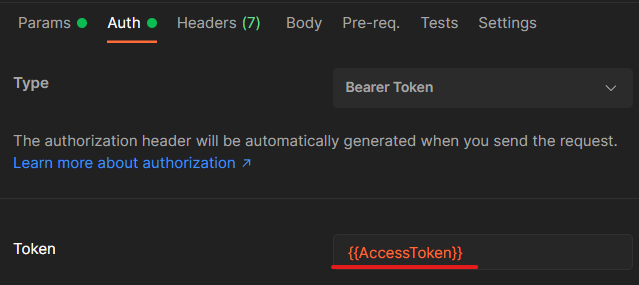 Params Auth Headers (7) Body Pre-req. Tests Settings
Type Bearer Token
The authorization header will be automatically generated when you send the request.
Learn more about authorization ↗
Token {{AccessToken}}